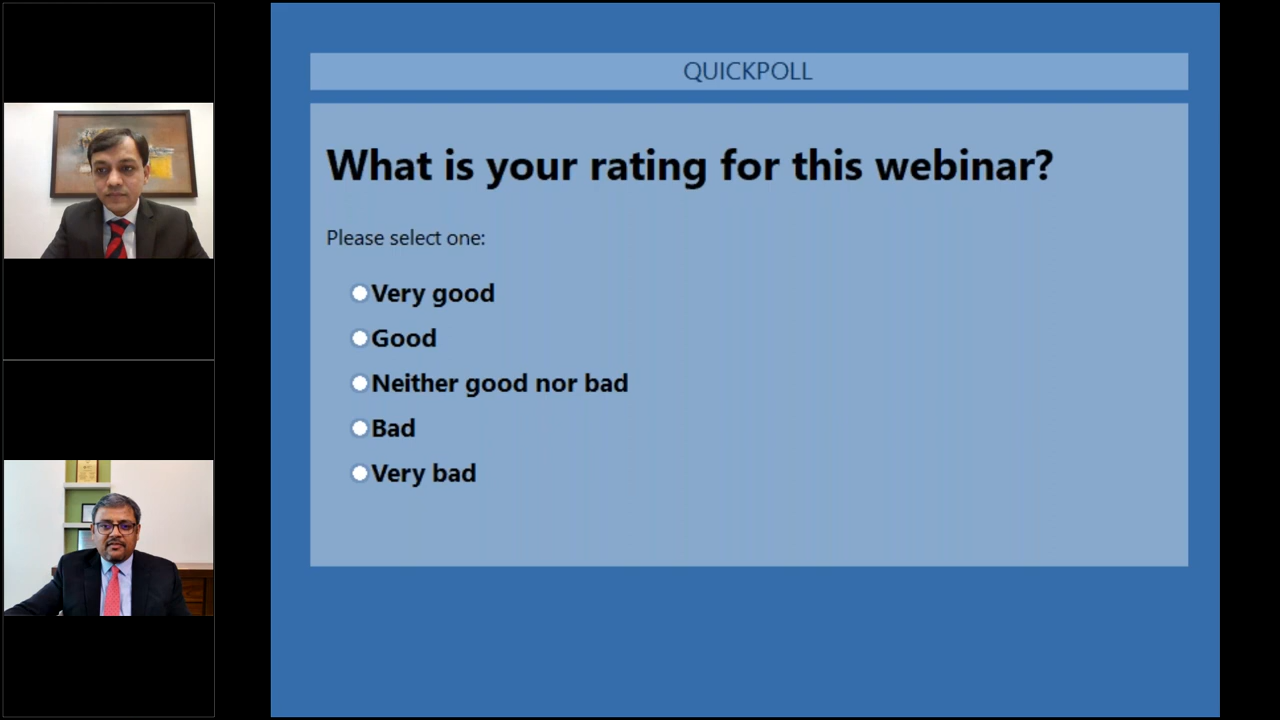 QUICKPOLL
What is your rating for this webinar?
Please select one:
Very good
Good
Neither good nor bad
Bad
Very bad